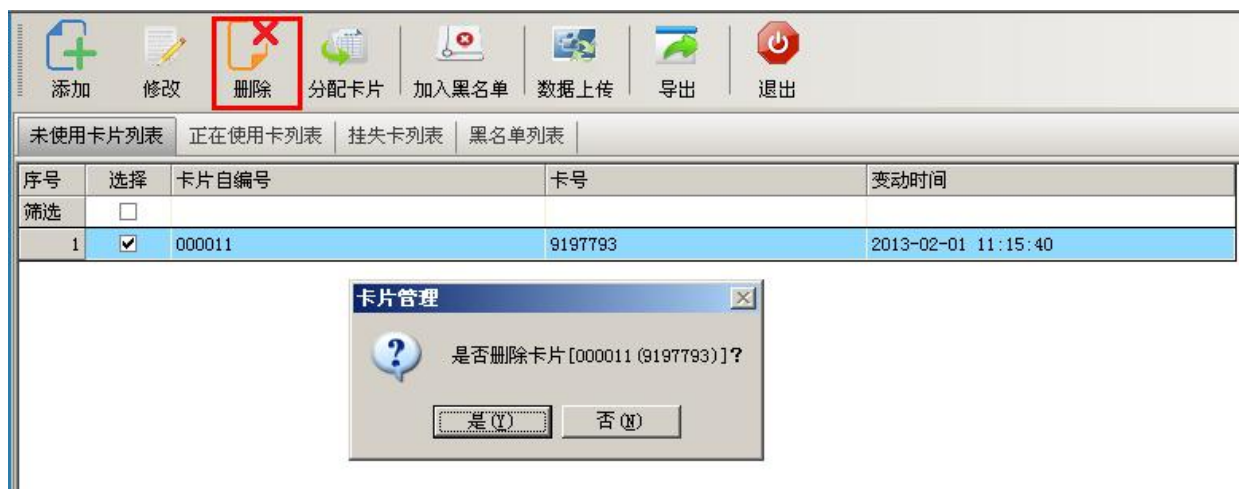 添加 修改 删除 分配卡片 加入黑名单 数据上传 导出 退出
未使用卡片列表 正在使用卡列表 挂失卡列表 黑名单列表
序号 选择 卡片自编号 卡号 变动时间
筛选
1 000011 9197793 2013-02-01 11:15:40
卡片管理
是否删除卡片[000011(9197793)]?
是(Y) 否(N)